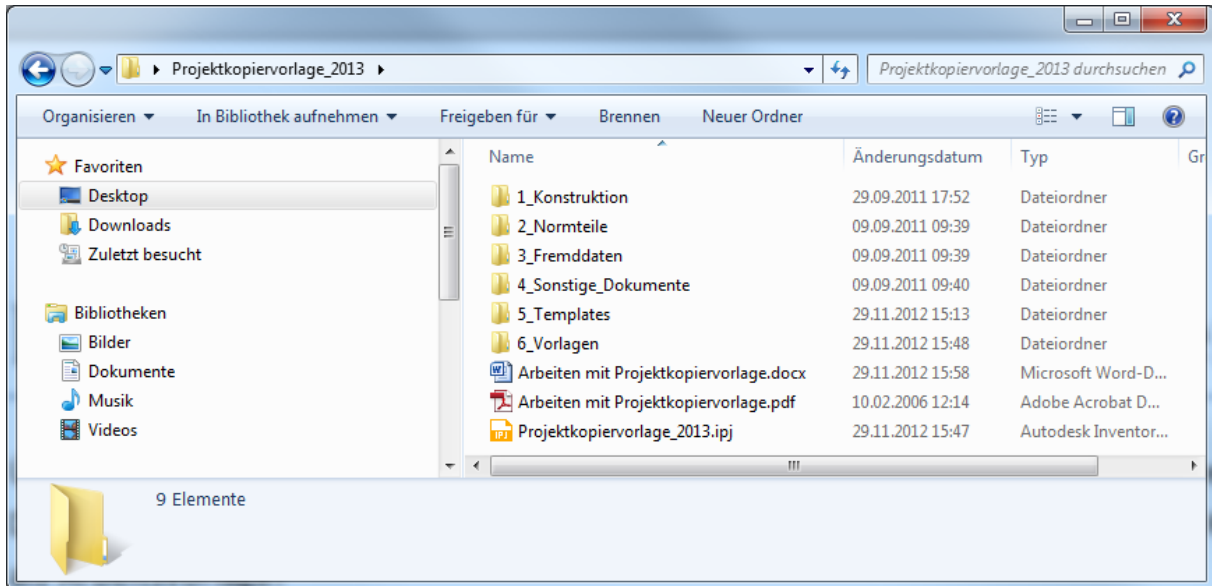 Projektkopiervorlage_2013
Projektkopiervorlage_2013 durchsuchen
Organisieren In Bibliothek aufnehmen Freigeben für Brennen Neuer Ordner
Favoriten
Desktop
Downloads
Zuletzt besucht
Bibliotheken
Bilder
Dokumente
Musik
Videos
Name Änderungsdatum Typ Gr
1_Konstruktion 29.09.2011 17:52 Dateiordner
2_Normteile 09.09.2011 09:39 Dateiordner
3_Fremddaten 09.09.2011 09:39 Dateiordner
4_Sonstige_Dokumente 09.09.2011 09:40 Dateiordner
5_Templates 29.11.2012 15:13 Dateiordner
6_Vorlagen 29.11.2012 15:48 Dateiordner
Arbeiten mit Projektkopiervorlage.docx 29.11.2012 15:58 Microsoft Word-D...
Arbeiten mit Projektkopiervorlage.pdf 10.02.2006 12:14 Adobe Acrobat D...
Projektkopiervorlage_2013.ipj 29.11.2012 15:47 Autodesk Inventor...
9 Elemente